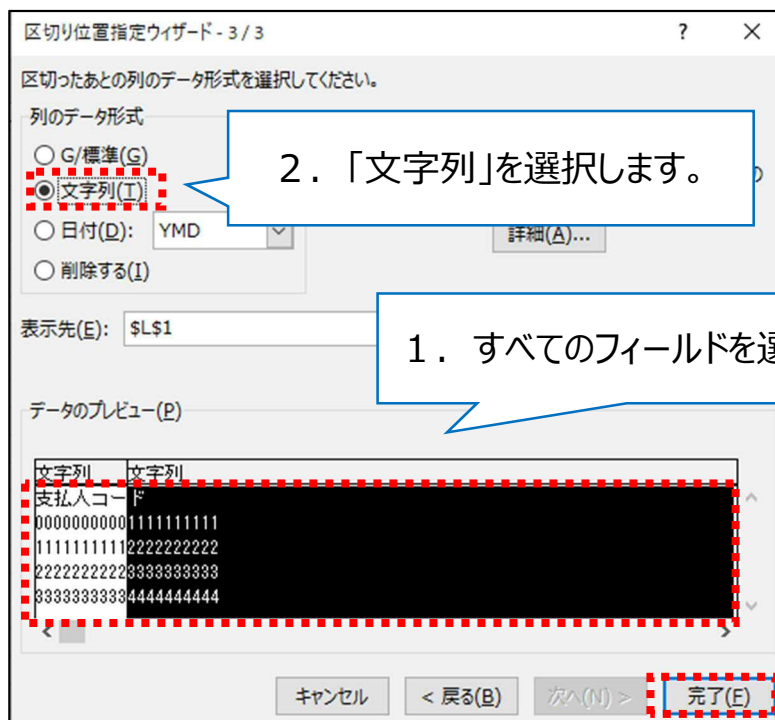 区切り位置指定ウィザード - 3 / 3
?
×
区切ったあとの列のデータ形式を選択してください。
列のデータ形式
G/標準(G)
文字列(T)
日付(D): YMD
削除する(I)
2．「文字列」を選択します。
の
詳細(A)...
表示先(E): $L$1
1．すべてのフィールドを選
データのプレビュー(P)
文字列 文字列
支払人コード
00000000001111111111
11111111112222222222
22222222223333333333
33333333334444444444
キャンセル
< 戻る(B)
次へ(N) >
完了(F)